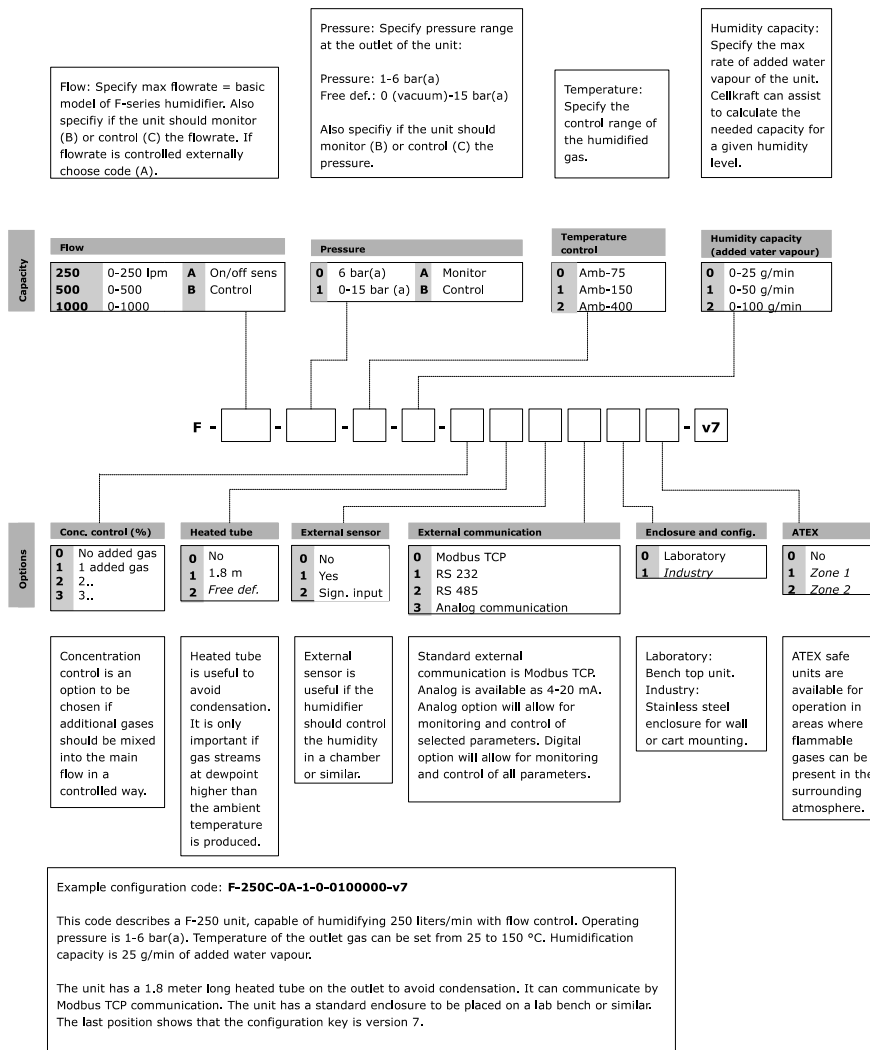 Flow: Specify max flowrate = basic
model of F-series humidifier. Also
specifiy if the unit should monitor
(B) or control (C) the flowrate. If
flowrate is controlled externally
choose code (A).
Pressure: Specify pressure range
at the outlet of the unit:
Pressure: 1-6 bar(a)
Free def.: 0 (vacuum)-15 bar(a)
Also specifiy if the unit should
monitor (B) or control (C) the
pressure.
Temperature:
Specify the
control range of
the humidified
gas.
Humidity capacity:
Specify the max
rate of added water
vapour of the unit.
Cellkraft can assist
to calculate the
needed capacity for
a given humidity
level.
Capacity
Flow
250 0-250 lpm A On/off sens
500 0-500 B Control
1000 0-1000
Pressure
0 6 bar(a) A Monitor
1 0-15 bar (a) B Control
Temperature
control
0 Amb-75
1 Amb-150
2 Amb-400
Humidity capacity
(added vater vapour)
0 0-25 g/min
1 0-50 g/min
2 0-100 g/min
F - - - - - v7
Options
Conc. control (%)
0 No added gas
1 1 added gas
2 2..
3 3..
Heated tube
0 No
1 1.8 m
2 Free def.
External sensor
0 No
1 Yes
2 Sign. input
External communication
0 Modbus TCP
1 RS 232
2 RS 485
3 Analog communication
Enclosure and config.
0 Laboratory
1 Industry
ATEX
0 No
1 Zone 1
2 Zone 2
Concentration
control is an
option to be
chosen if
additional gases
should be mixed
into the main
flow in a
controlled way.
Heated tube
is useful to
avoid
condensation.
It is only
important if
gas streams
at dewpoint
higher than
the ambient
temperature
is produced.
External
sensor is
useful if the
humidifier
should control
the humidity
in a chamber
or similar.
Standard external
communication is Modbus TCP.
Analog is available as 4-20 mA.
Analog option will allow for
monitoring and control of
selected parameters. Digital
option will allow for monitoring
and control of all parameters.
Laboratory:
Bench top unit.
Industry:
Stainless steel
enclosure for wall
or cart mounting.
ATEX safe
units are
available for
operation in
areas where
flammable
gases can be
present in the
surrounding
atmosphere.
Example configuration code: F-250C-0A-1-0-0100000-v7
This code describes a F-250 unit, capable of humidifying 250 liters/min with flow control. Operating
pressure is 1-6 bar(a). Temperature of the outlet gas can be set from 25 to 150 °C. Humidification
capacity is 25 g/min of added water vapour.
The unit has a 1.8 meter long heated tube on the outlet to avoid condensation. It can communicate by
Modbus TCP communication. The unit has a standard enclosure to be placed on a lab bench or similar.
The last position shows that the configuration key is version 7.